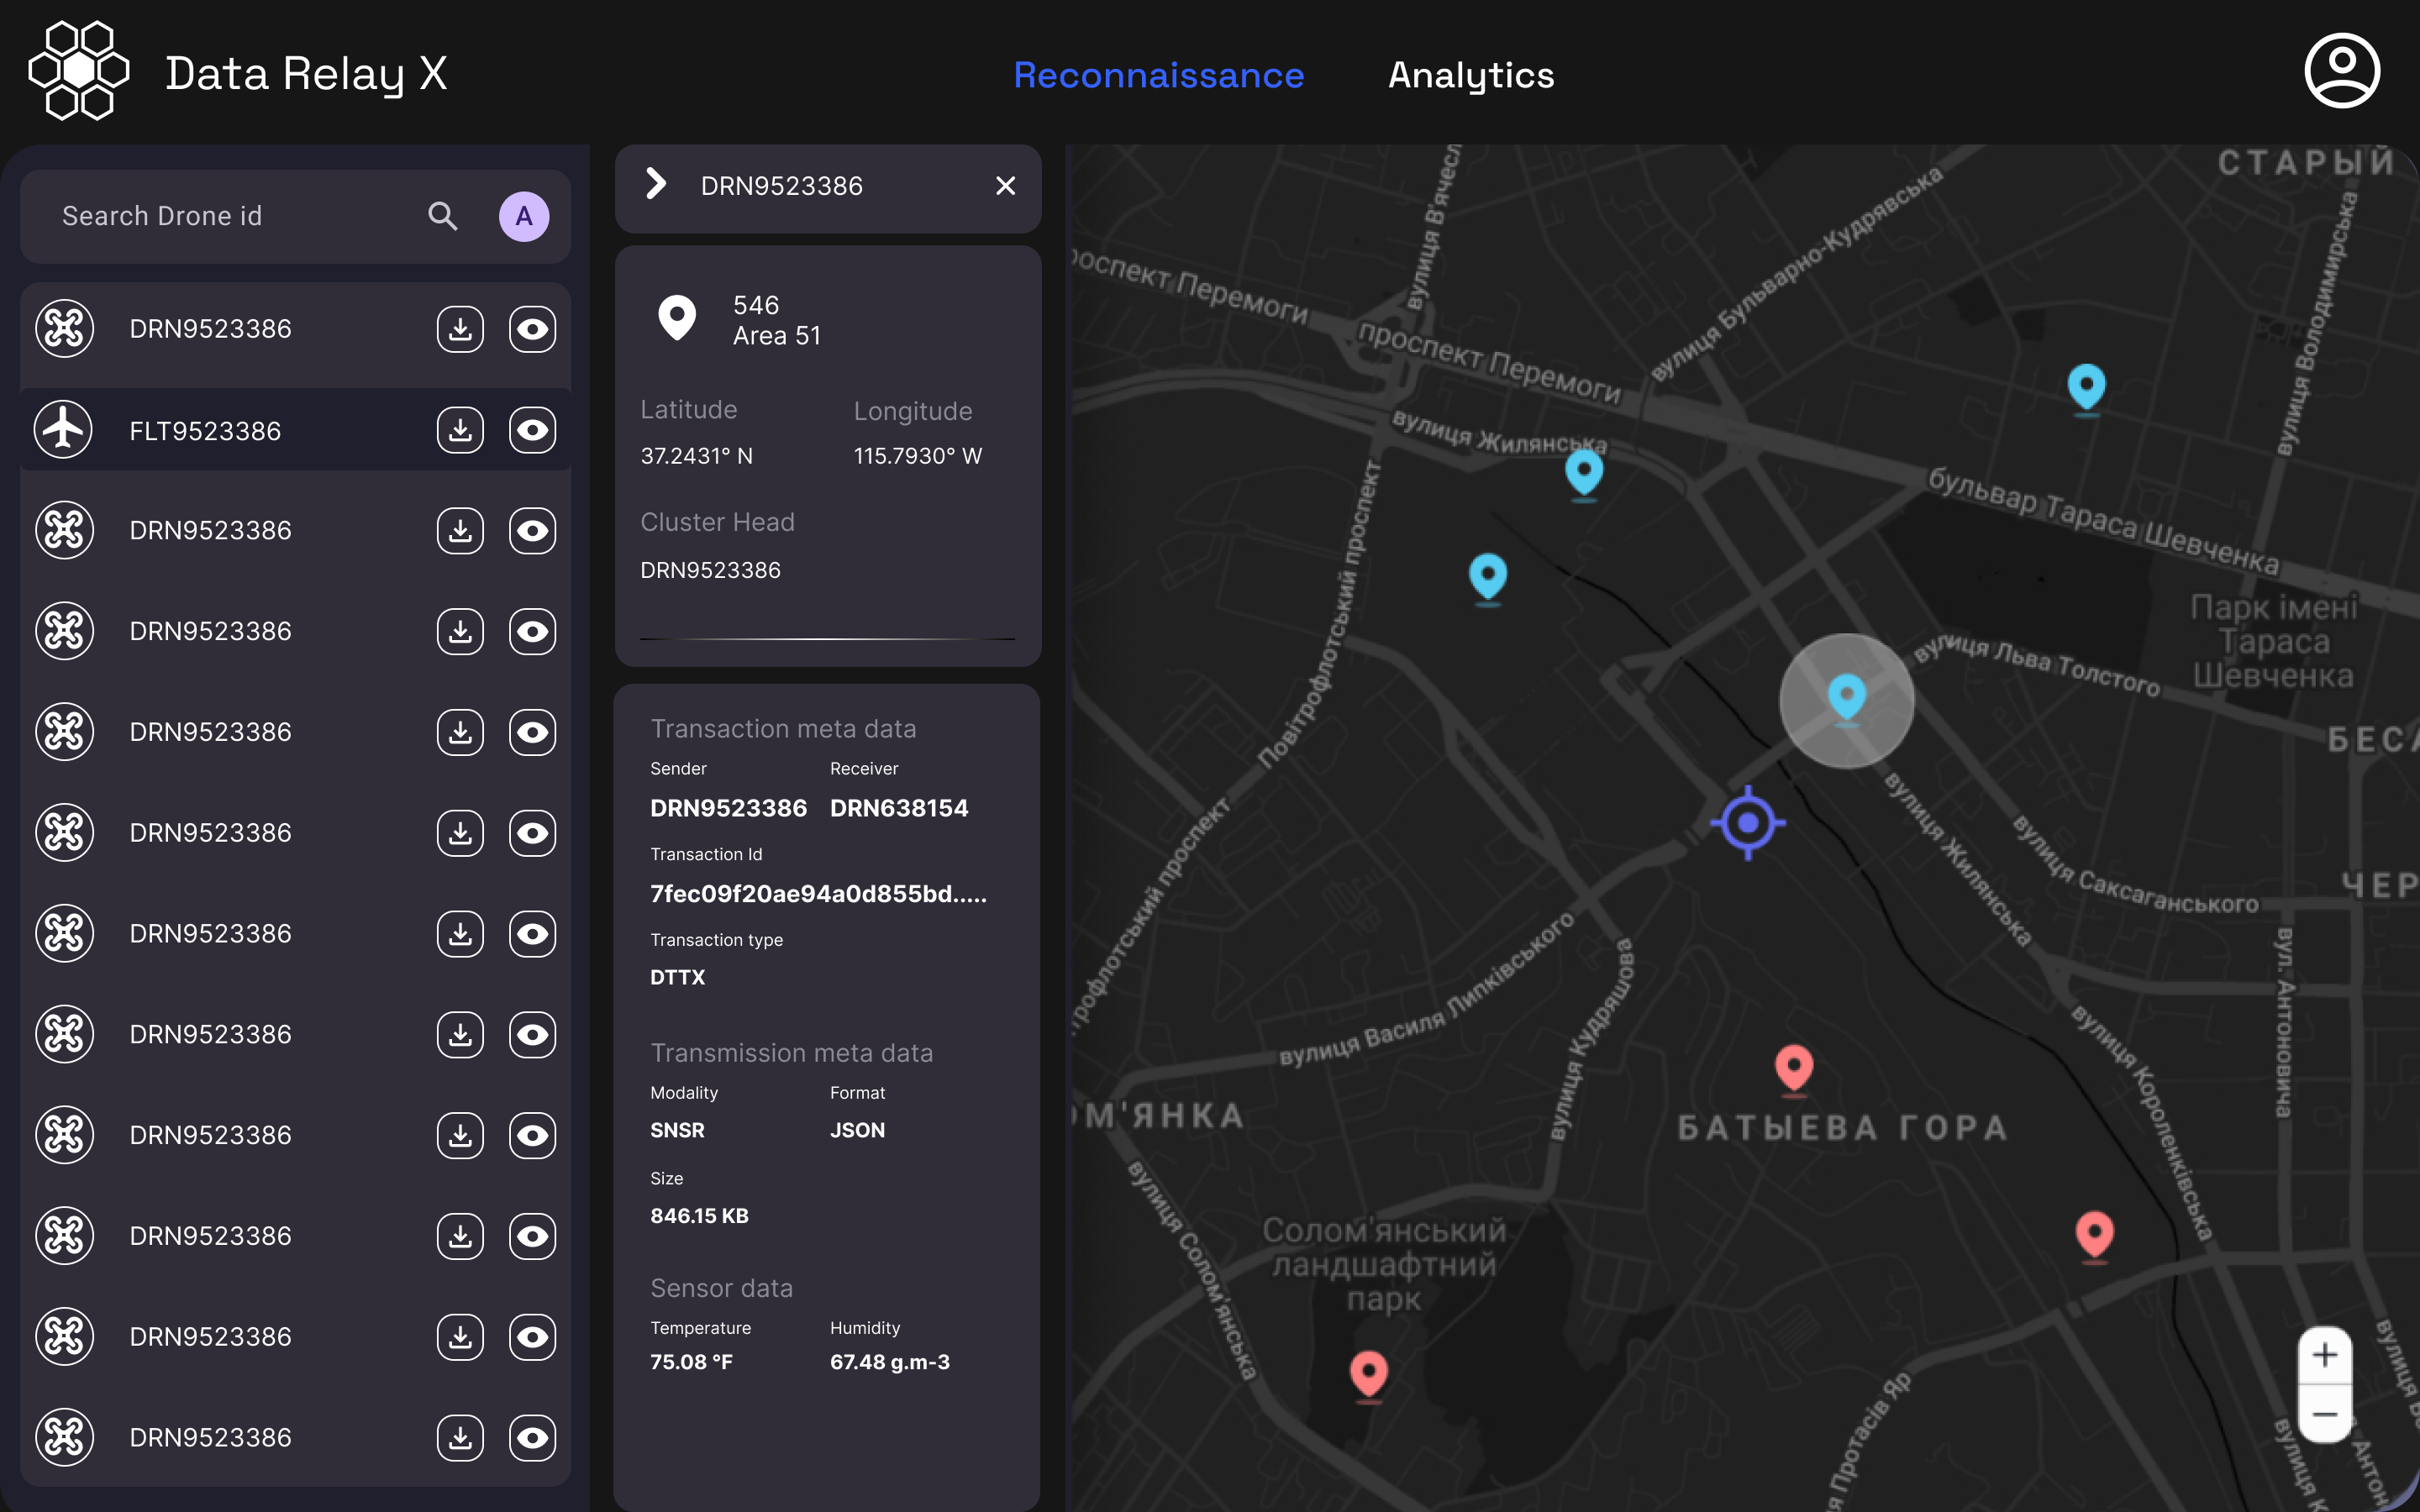 Data Relay X
Reconnaissance
Analytics
Search Drone id
A
DRN9523386
FLT9523386
DRN9523386
DRN9523386
DRN9523386
DRN9523386
DRN9523386
DRN9523386
DRN9523386
DRN9523386
DRN9523386
DRN9523386
DRN9523386
546
Area 51
Latitude
Longitude
37.2431° N
115.7930° W
Cluster Head
DRN9523386
Transaction meta data
Sender
Receiver
DRN9523386
DRN638154
Transaction Id
7fec09f20ae94a0d855bd.....
Transaction type
DTTX
Transmission meta data
Modality
Format
SNSR
JSON
Size
846.15 KB
Sensor data
Temperature
Humidity
75.08 °F
67.48 g.m-3
СТАРЫЙ
вулиця В'ячесл
вулиця Бульварно-Кудрявська
вулиця Володимирська
роспект Перемоги
проспект Перемоги
вулиця Жилянська
бульвар Тараса Шевченка
Парк імені
Тараса
Шевченка
вулиця Льва Толстого
БЕСА
Повітрофлотський проспект
вулиця Жилянська
вулиця Саксаганського
ЧЕР
трофлотський проспект
вулиця Василя Липківського
вулиця Кудряшова
вул. Антоновича
вулиця Короленківська
ОМ'ЯНКА
БАТЫЕВА ГОРА
вулиця Солом'янська
Солом'янський
ландшафтний
парк
я Протасів Яр
+
−